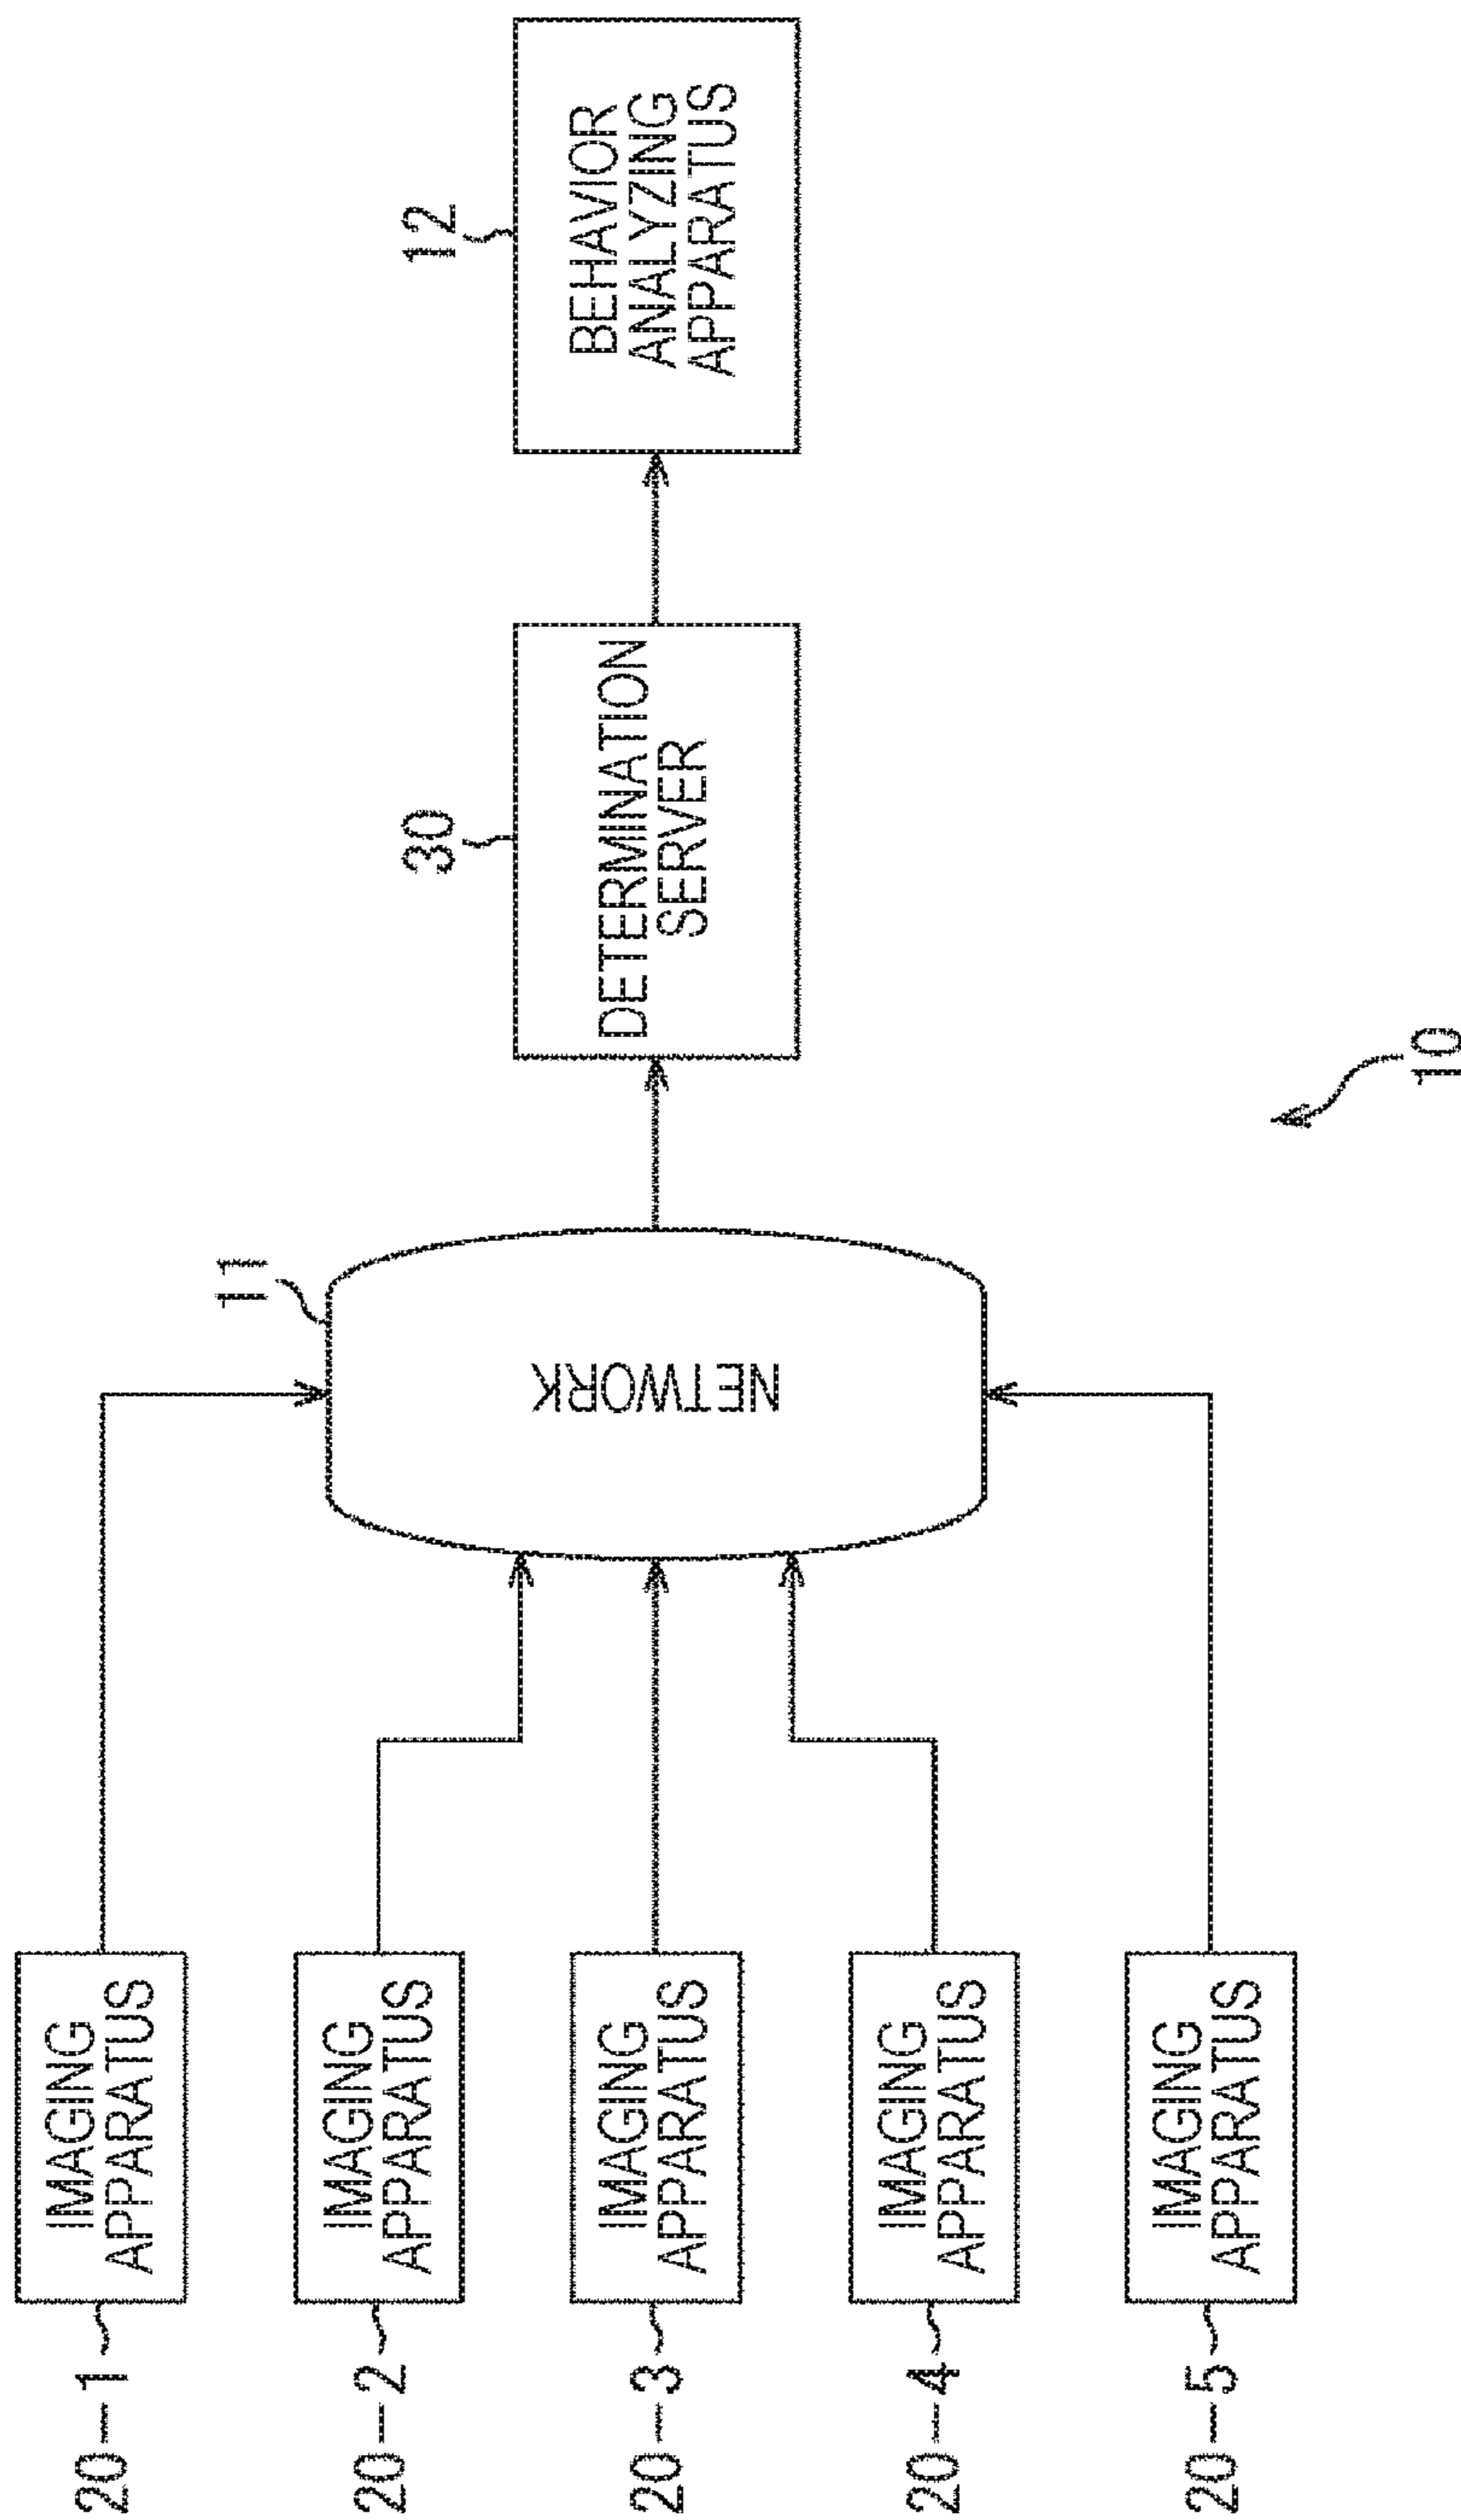 20-1
IMAGING
APPARATUS
20-2
IMAGING
APPARATUS
20-3
IMAGING
APPARATUS
20-4
IMAGING
APPARATUS
20-5
IMAGING
APPARATUS
11
NETWORK
30
DETERMINATION
SERVER
12
BEHAVIOR
ANALYZING
APPARATUS
10